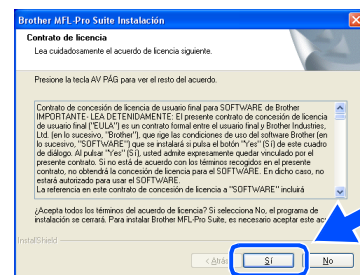 Brother MFL-Pro Suite Instalación
Contrato de licencia
Lea cuidadosamente el acuerdo de licencia siguiente.
Presione la tecla AV PÁG para ver el resto del acuerdo.
Contrato de concesión de licencia de usuario final para SOFTWARE de Brother
IMPORTANTE- LEA DETENIDAMENTE: El presente contrato de concesión de licencia
de usuario final ("EULA") es un contrato formal entre el usuario final y Brother Industries,
Ltd. (en lo sucesivo, "Brother"), que rige las condiciones de uso del software Brother (en
lo sucesivo, "SOFTWARE") que se instalará si pulsa el botón "Yes" (Sí) de este cuadro
de diálogo. Al pulsar "Yes" (Sí), usted admite expresamente quedar vinculado por el
presente contrato. Si no está de acuerdo con los términos recogidos en el presente
contrato, no obtendrá la concesión de licencia para el SOFTWARE. En dicho caso, no
estará autorizado para usar el SOFTWARE.
La referencia en este contrato de concesión de licencia a "SOFTWARE" incluirá
¿Acepta todos los términos del acuerdo de licencia? Si selecciona No, el programa de
instalación se cerrará. Para instalar Brother MFL-Pro Suite, es necesario aceptar este
InstallShield
< Atrás Sí No